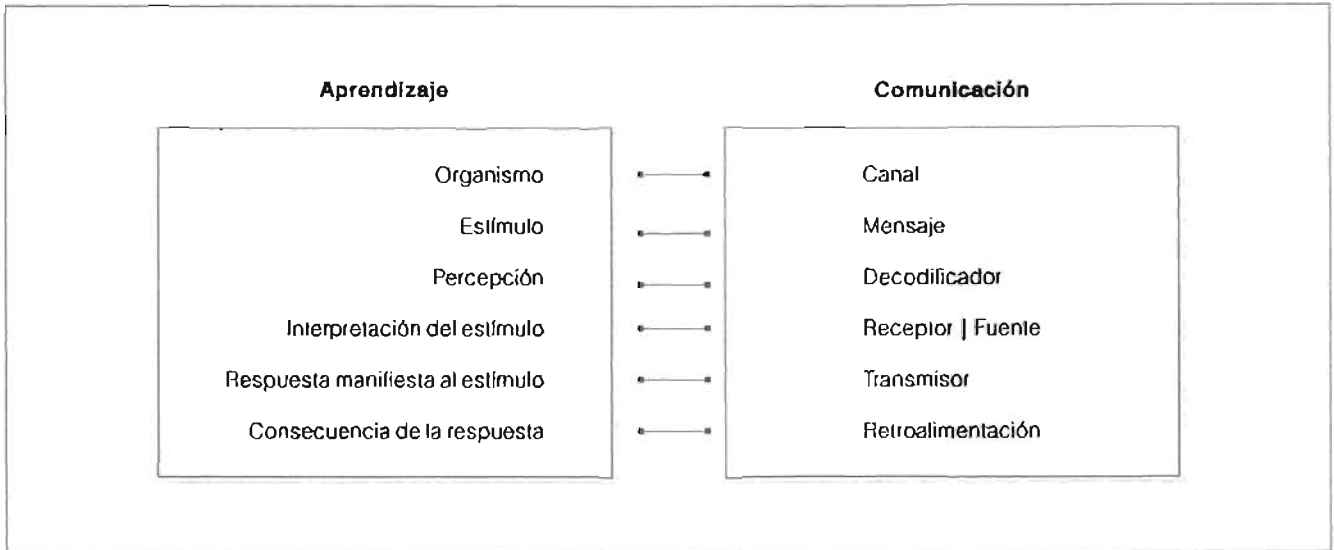 Aprendizaje Comunicación
Organismo Canal
Estímulo Mensaje
Percepción Decodificador
Interpretación del estímulo Receptor | Fuente
Respuesta manifiesta al estímulo Transmisor
Consecuencia de la respuesta Retroalimentación